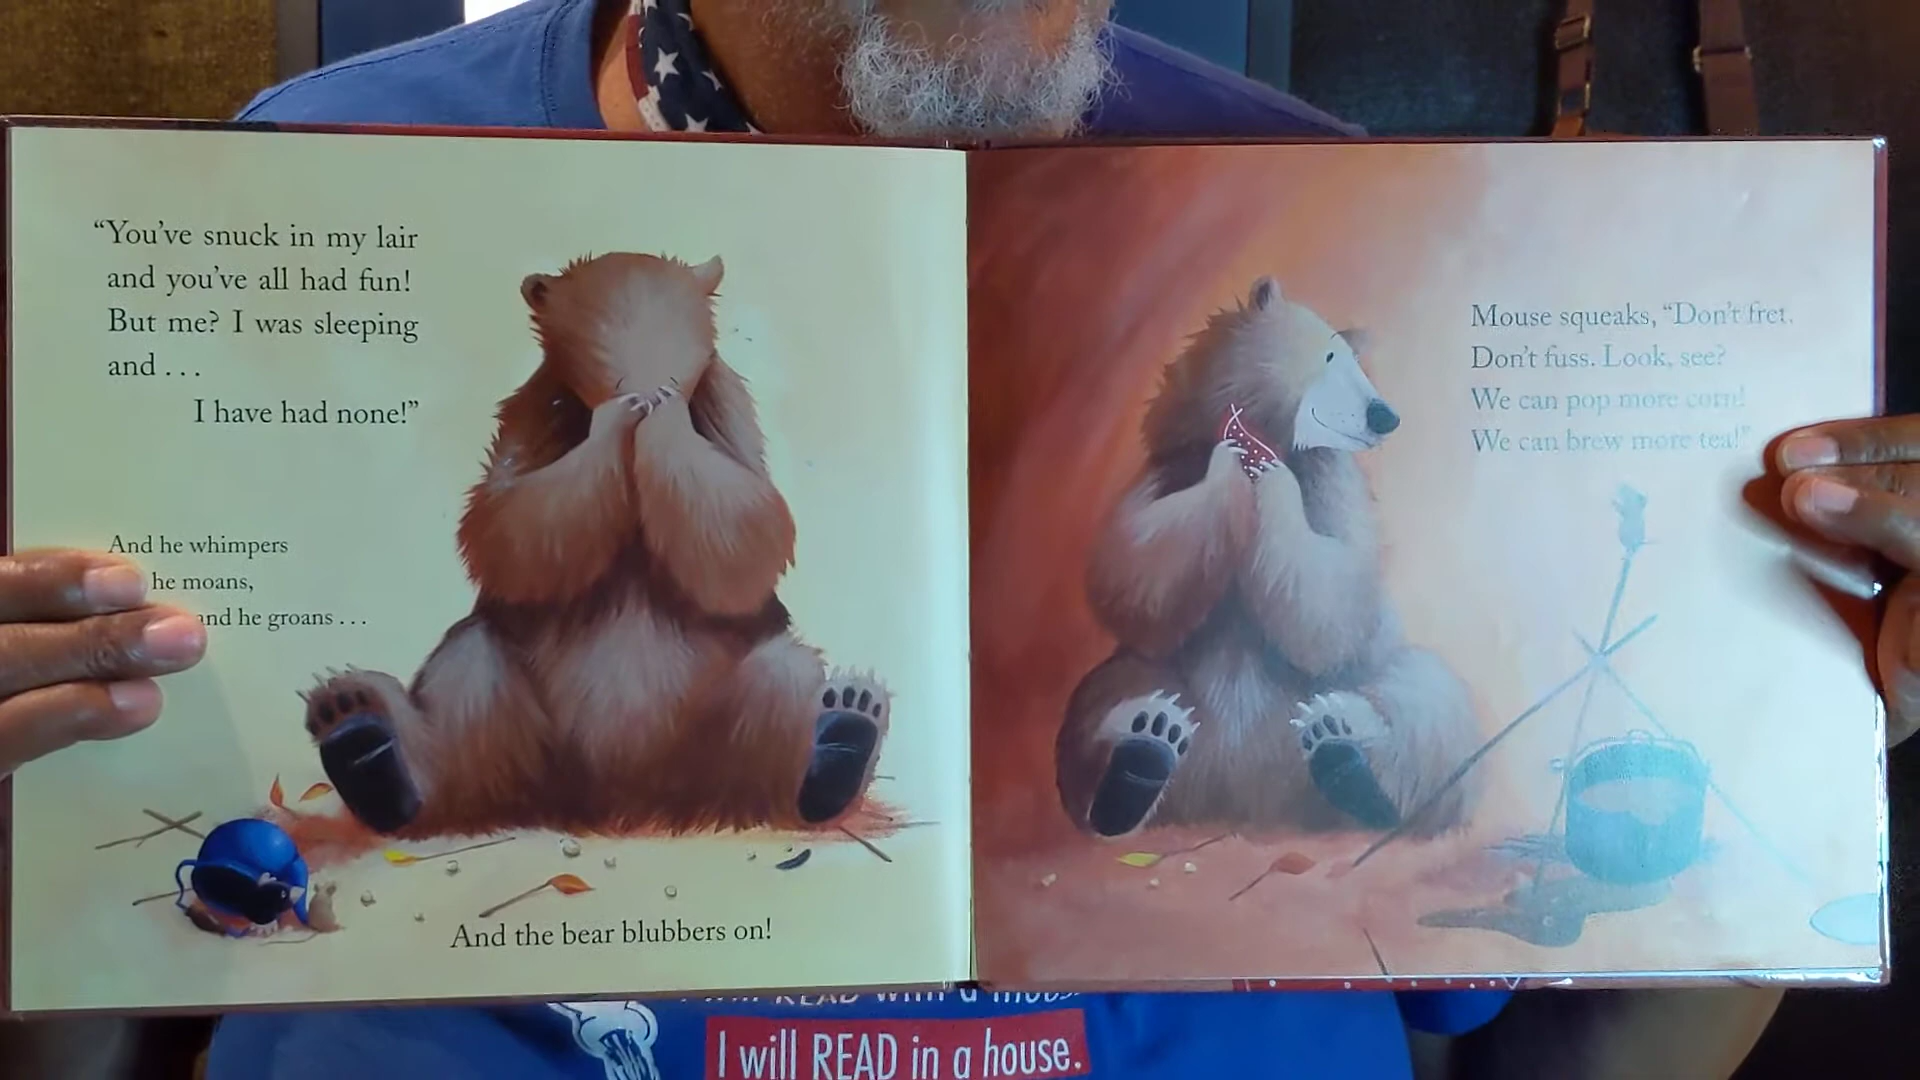 “You’ve snuck in my lair
and you’ve all had fun!
But me? I was sleeping
and . . .
I have had none!”
And he whimpers
he moans,
and he groans . . .
And the bear blubbers on!
Mouse squeaks, “Don’t fret.
Don’t fuss. Look, see?
We can pop more corn!
We can brew more tea!”
READ with a
I will READ in a house.